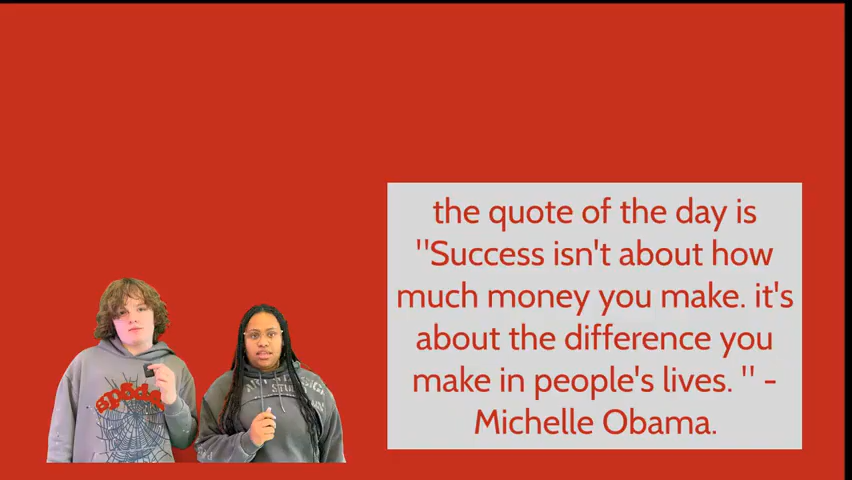 the quote of the day is
"Success isn't about how
much money you make. it's
about the difference you
make in people's lives. " -
Michelle Obama.